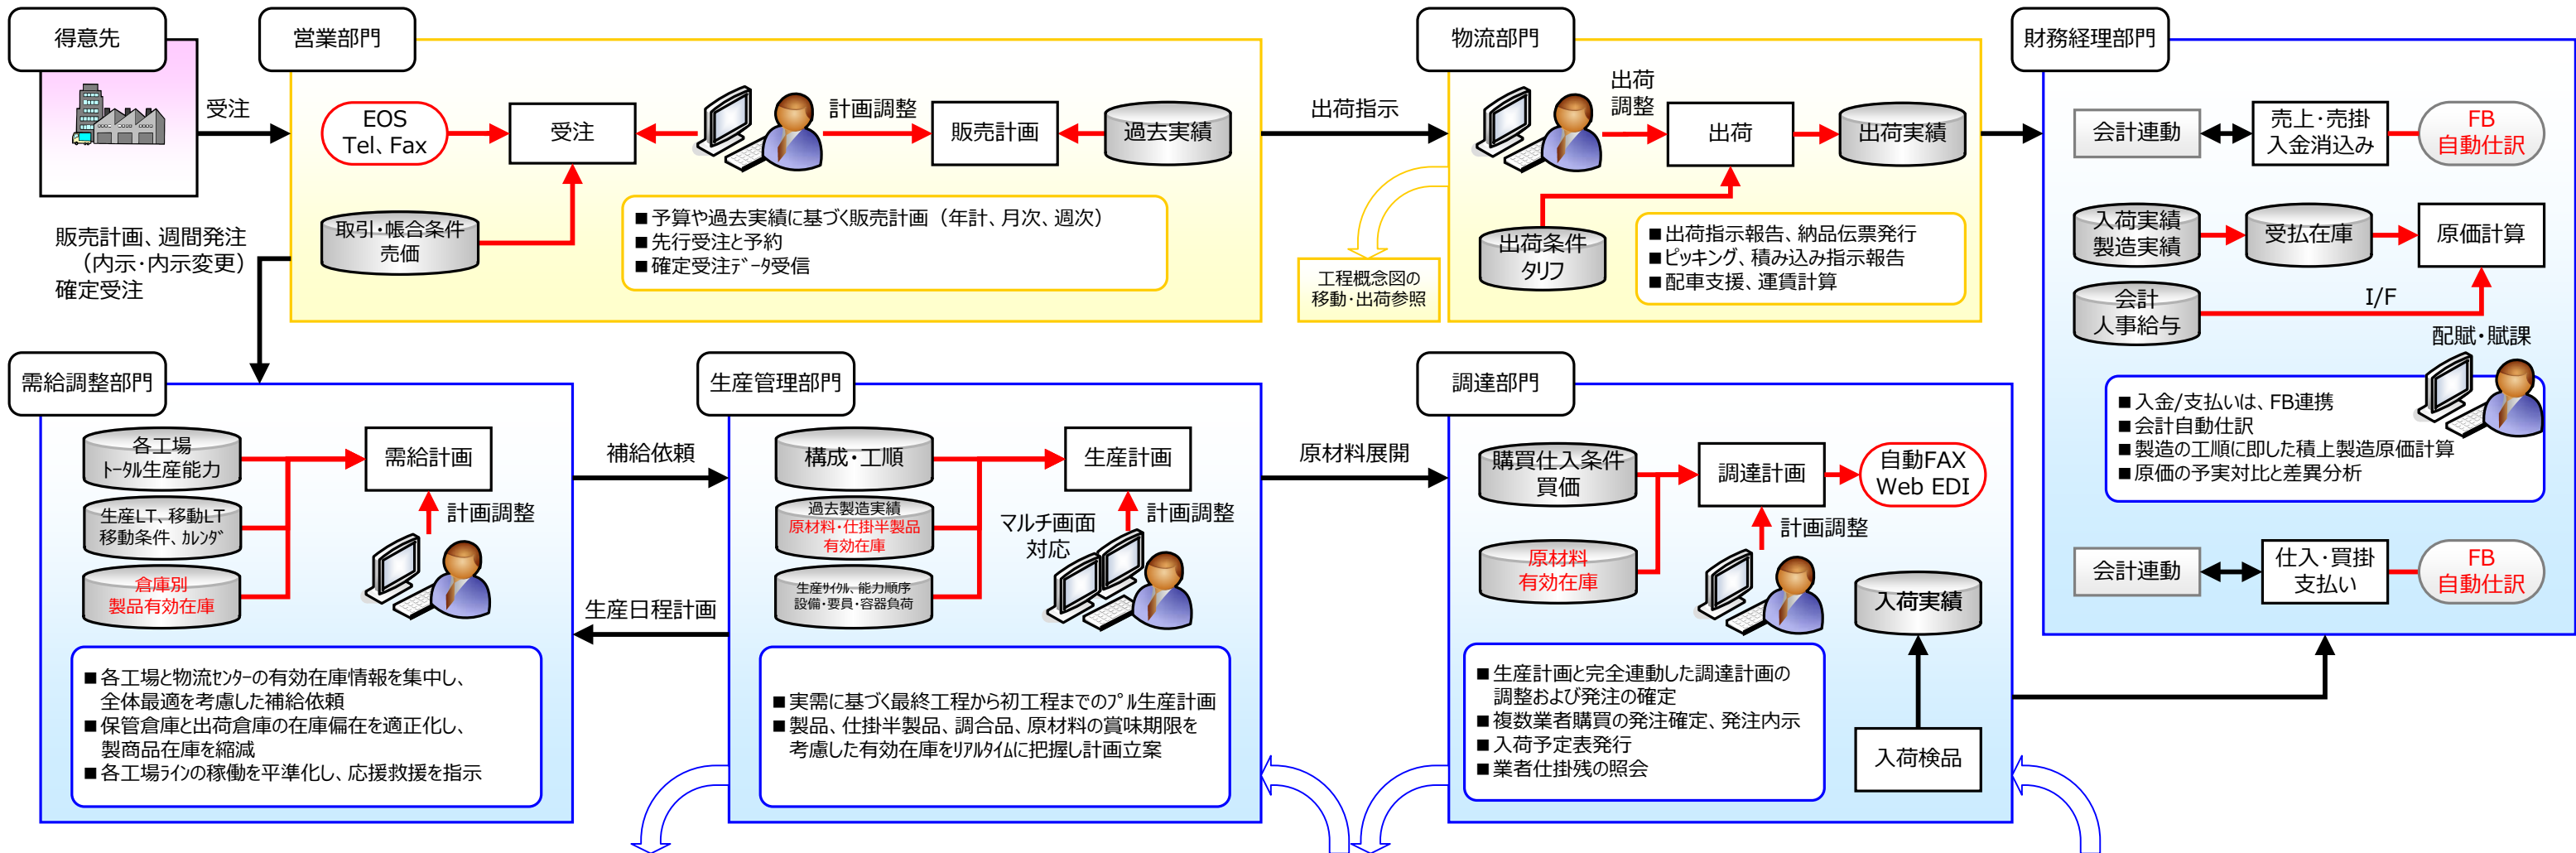 得意先
受注
営業部門
EOS
Tel、Fax
受注
計画調整
販売計画
過去実績
取引・帳合条件
売価
■予算や過去実績に基づく販売計画（年計、月次、週次）
■先行受注と予約
■確定受注ﾃﾞｰﾀ受信
出荷指示
物流部門
出荷
調整
出荷
出荷実績
出荷条件
タリフ
■出荷指示報告、納品伝票発行
■ピッキング、積み込み指示報告
■配車支援、運賃計算
工程概念図の
移動・出荷参照
財務経理部門
会計連動
売上・売掛
入金消込み
FB
自動仕訳
入荷実績
製造実績
受払在庫
原価計算
会計
人事給与
I/F
配賦・賦課
■入金/支払いは、FB連携
■会計自動仕訳
■製造の工順に即した積上製造原価計算
■原価の予実対比と差異分析
会計連動
仕入・買掛
支払い
FB
自動仕訳
販売計画、週間発注
（内示・内示変更）
確定受注
需給調整部門
各工場
ﾄｰﾀﾙ生産能力
生産LT、移動LT
移動条件、ｶﾚﾝﾀﾞ
倉庫別
製品有効在庫
需給計画
計画調整
■各工場と物流ｾﾝﾀｰの有効在庫情報を集中し、
全体最適を考慮した補給依頼
■保管倉庫と出荷倉庫の在庫偏在を適正化し、
製商品在庫を縮減
■各工場ﾗｲﾝの稼働を平準化し、応援救援を指示
補給依頼
生産日程計画
生産管理部門
構成・工順
過去製造実績
原材料・仕掛半製品
有効在庫
生産ｻｲｸﾙ、能力順序
設備・要員・容器負荷
生産計画
マルチ画面
対応
計画調整
■実需に基づく最終工程から初工程までのﾌﾟﾙ生産計画
■製品、仕掛半製品、調合品、原材料の賞味期限を
考慮した有効在庫をﾘｱﾙﾀｲﾑに把握し計画立案
原材料展開
調達部門
購買仕入条件
買価
原材料
有効在庫
調達計画
自動FAX
Web EDI
計画調整
入荷実績
入荷検品
■生産計画と完全連動した調達計画の
調整および発注の確定
■複数業者購買の発注確定、発注内示
■入荷予定表発行
■業者仕掛残の照会